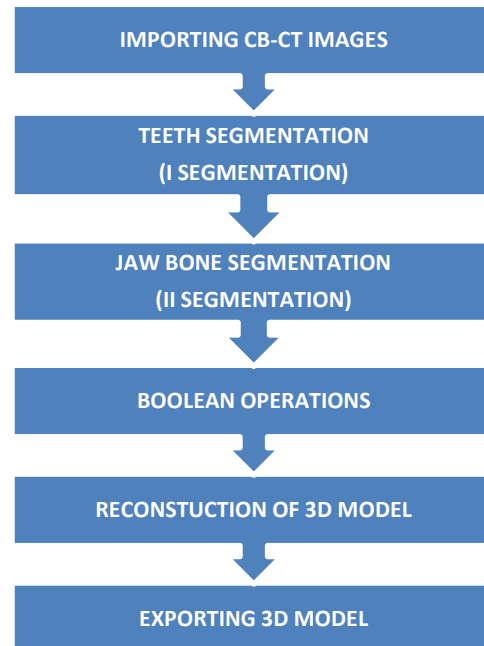 IMPORTING CB-CT IMAGES
TEETH SEGMENTATION
(I SEGMENTATION)
JAW BONE SEGMENTATION
(II SEGMENTATION)
BOOLEAN OPERATIONS
RECONSTUCTION OF 3D MODEL
EXPORTING 3D MODEL